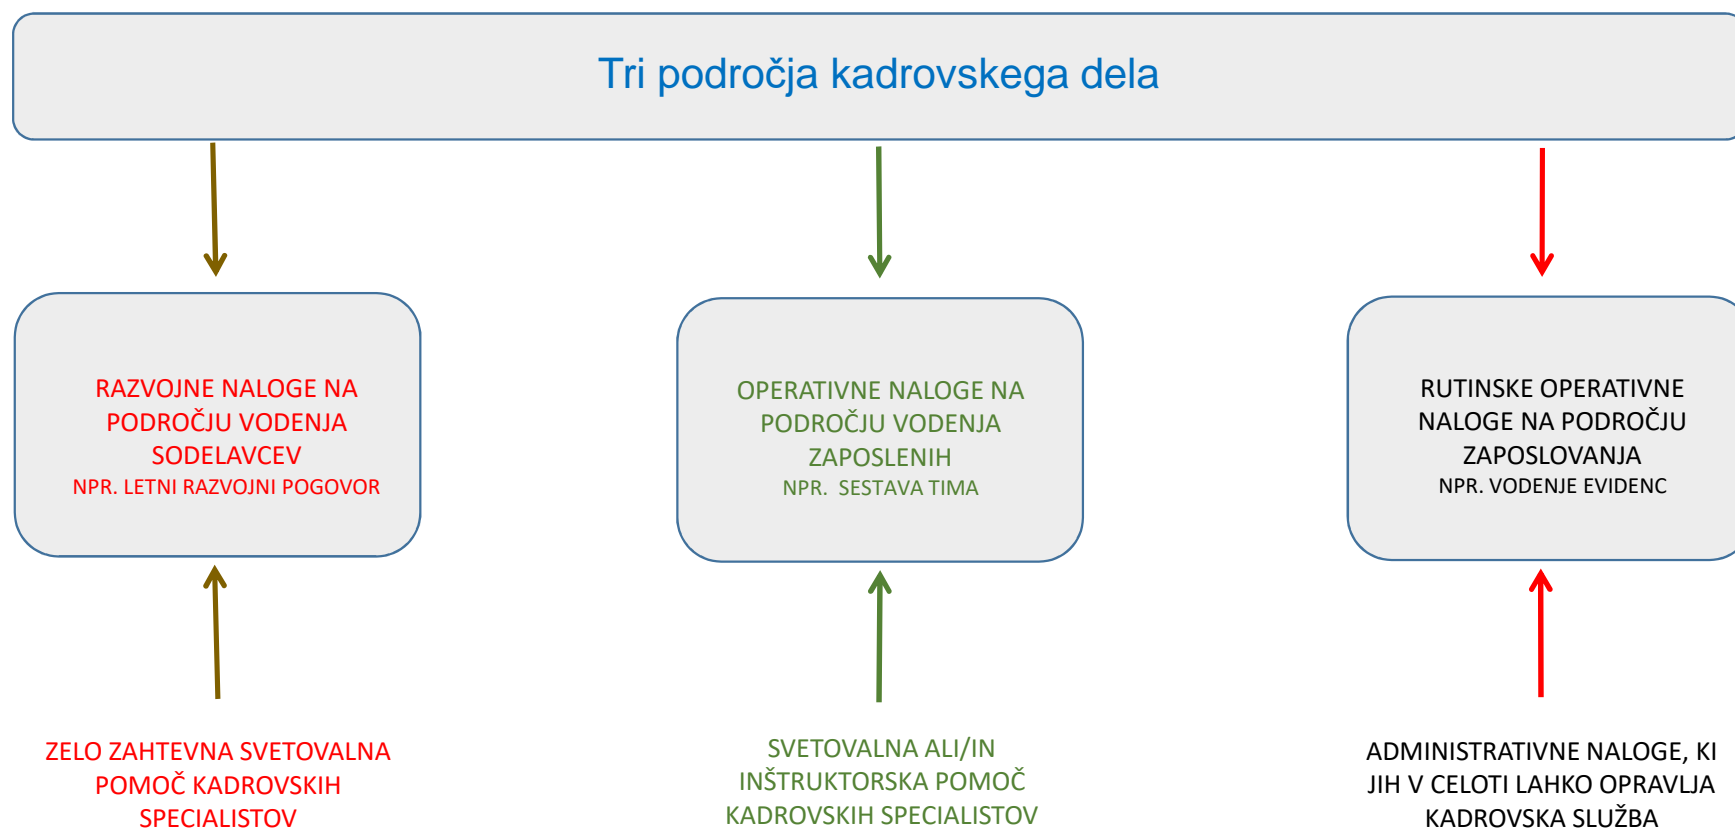 Tri področja kadrovskega dela
RAZVOJNE NALOGE NA
PODROČJU VODENJA
SODELAVCEV
NPR. LETNI RAZVOJNI POGOVOR
OPERATIVNE NALOGE NA
PODROČJU VODENJA
ZAPOSLENIH
NPR. SESTAVA TIMA
RUTINSKE OPERATIVNE
NALOGE NA PODROČJU
ZAPOSLOVANJA
NPR. VODENJE EVIDENC
ZELO ZAHTEVNA SVETOVALNA
POMOČ KADROVSKIH
SPECIALISTOV
SVETOVALNA ALI/IN
INŠTRUKTORSKA POMOČ
KADROVSKIH SPECIALISTOV
ADMINISTRATIVNE NALOGE, KI
JIH V CELOTI LAHKO OPRAVLJA
KADROVSKA SLUŽBA